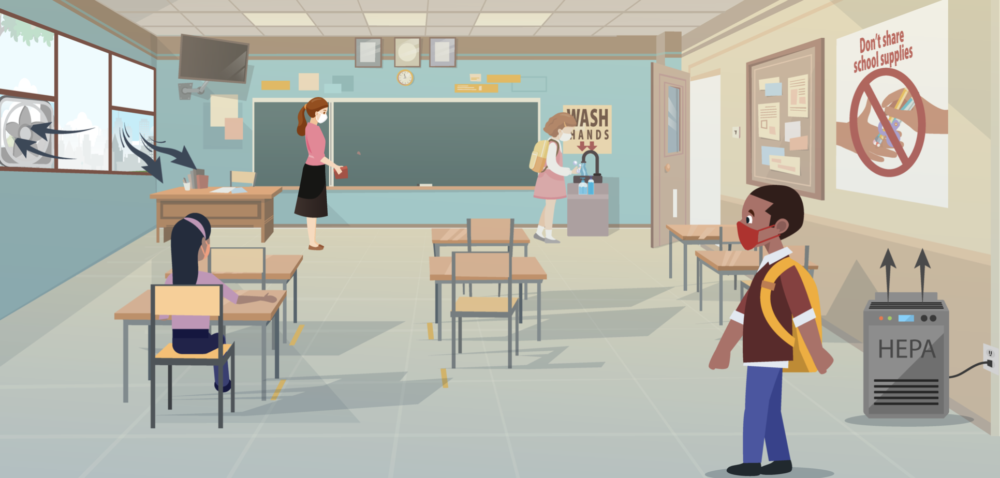 Don't share
school supplies
WASH
HANDS
HEPA